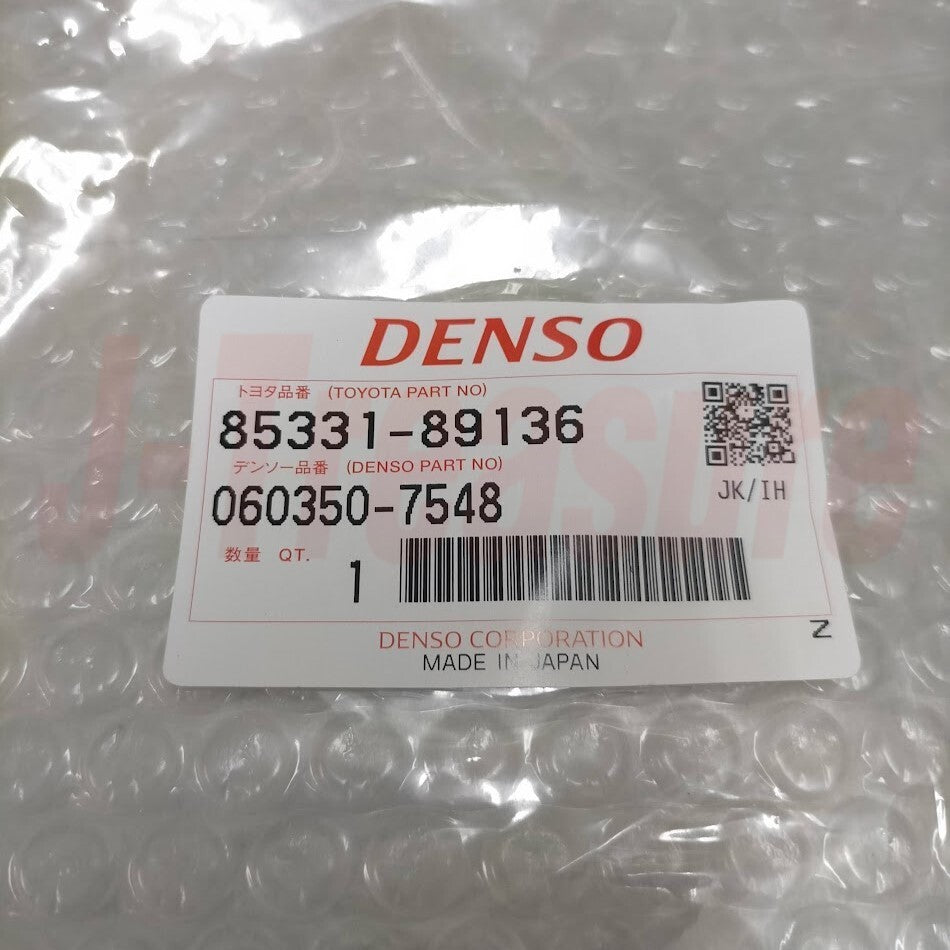 DENSO
トヨタ品番 (TOYOTA PART NO)
85331-89136
デンソー品番 (DENSO PART NO)
060350-7548
JK/IH
数量 QT. 1
DENSO CORPORATION
MADE IN JAPAN
Z
J-Treasure